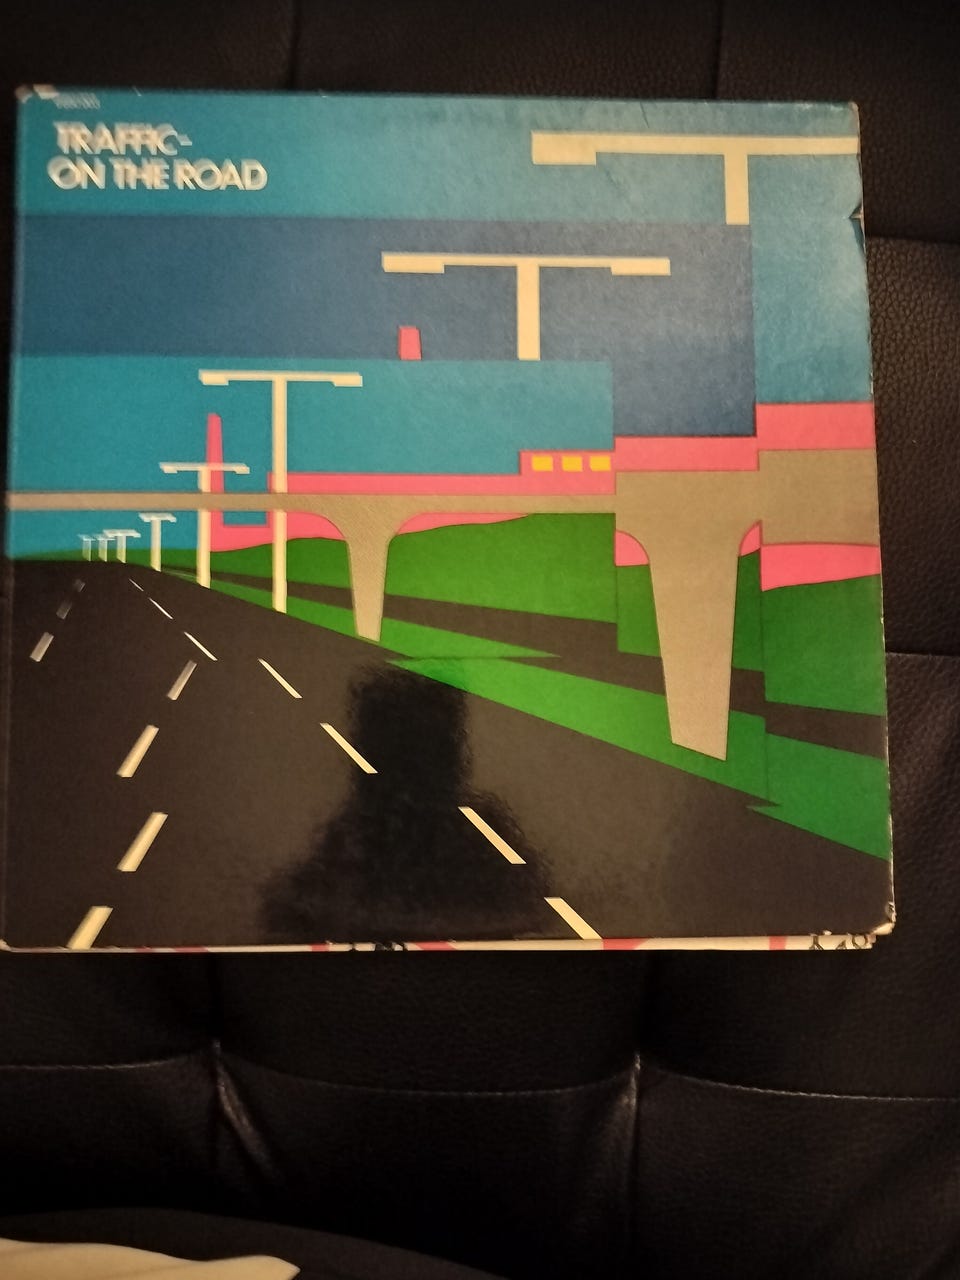 TRAFFIC-
ON THE ROAD